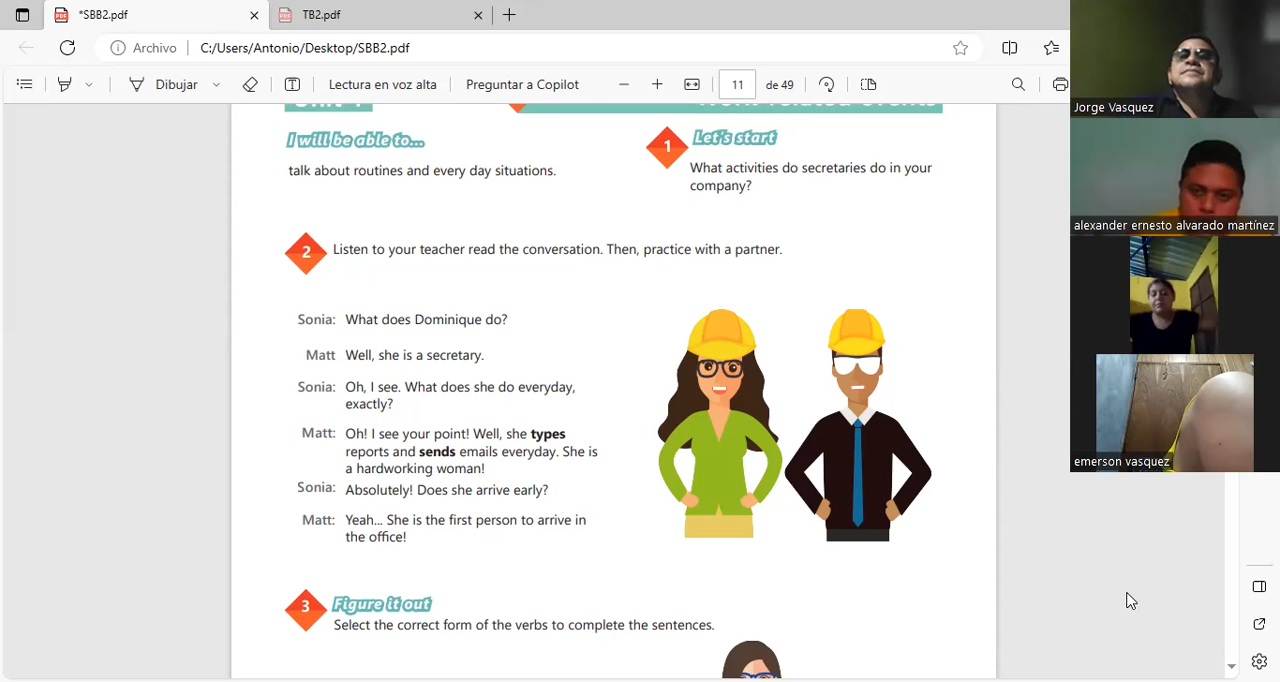 *SBB2.pdf
TB2.pdf
Archivo C:/Users/Antonio/Desktop/SBB2.pdf
Dibujar Lectura en voz alta Preguntar a Copilot 11 de 49
Unit 1 Work-related events
I will be able to...
talk about routines and every day situations.
1 Let's start
What activities do secretaries do in your
company?
2 Listen to your teacher read the conversation. Then, practice with a partner.
Sonia: What does Dominique do?
Matt Well, she is a secretary.
Sonia: Oh, I see. What does she do everyday,
exactly?
Matt: Oh! I see your point! Well, she types
reports and sends emails everyday. She is
a hardworking woman!
Sonia: Absolutely! Does she arrive early?
Matt: Yeah... She is the first person to arrive in
the office!
3 Figure it out
Select the correct form of the verbs to complete the sentences.
Jorge Vasquez
alexander ernesto alvarado martínez
emerson vasquez